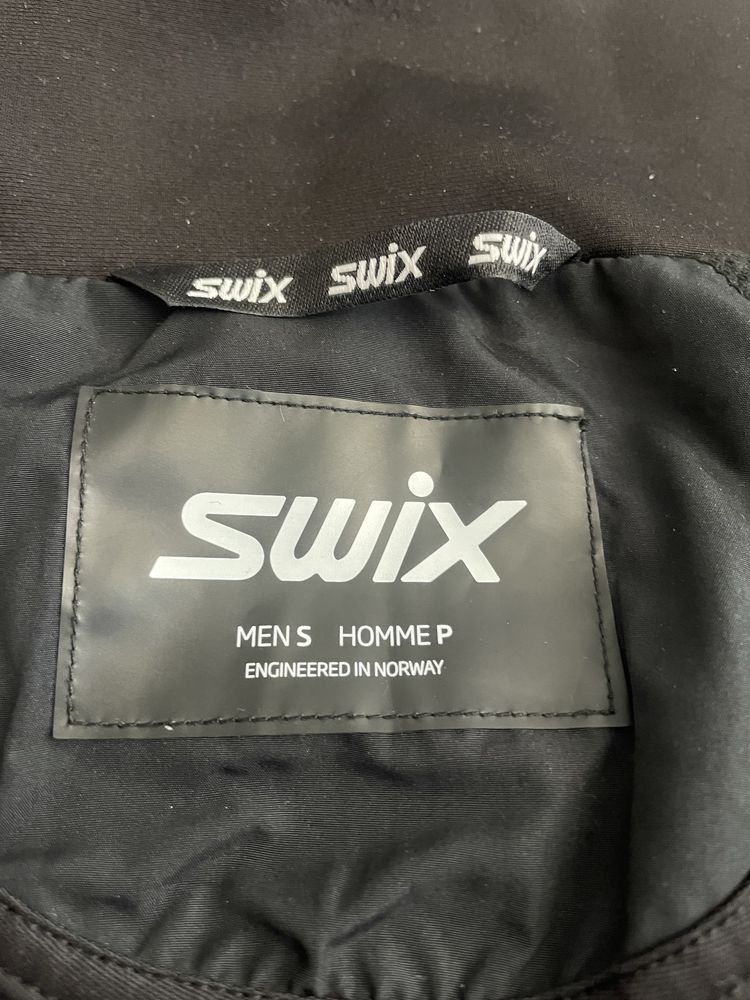 swix swix swix
swix
MEN S HOMME P
ENGINEERED IN NORWAY